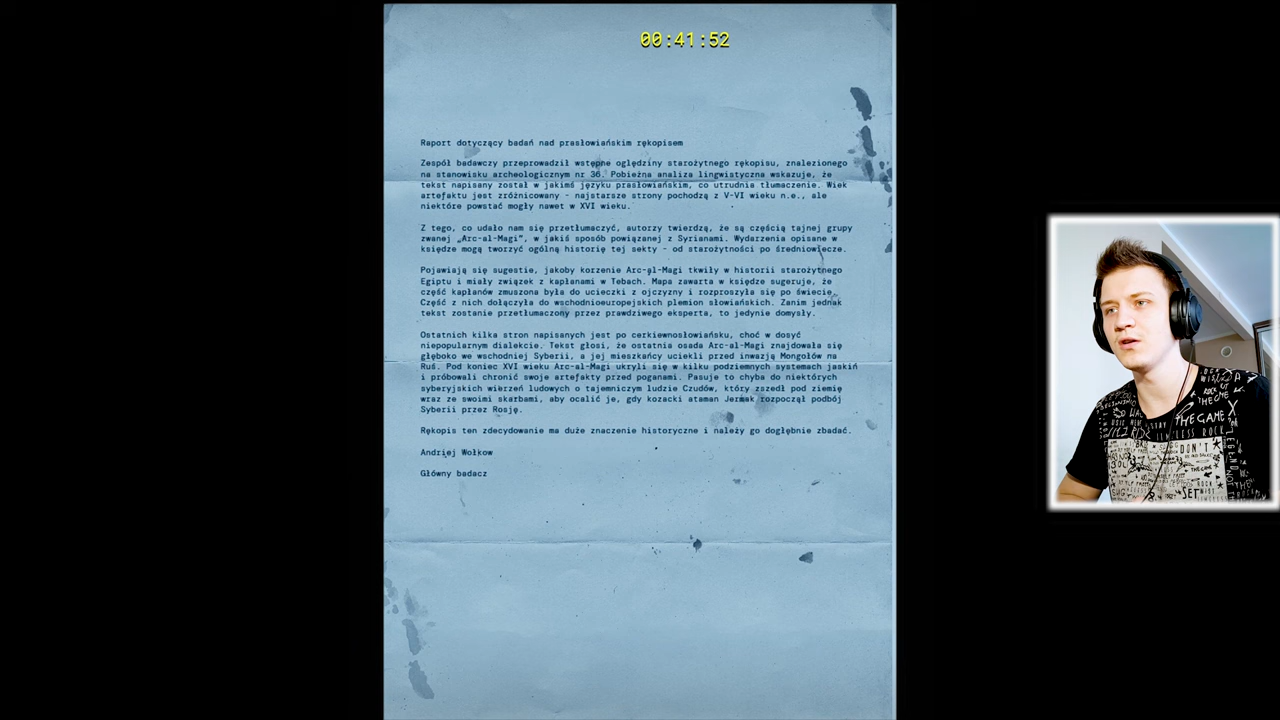 00:41:52
Raport dotyczący badań nad prasłowiańskim rękopisem
Zespół badawczy przeprowadził wstępne oględziny starożytnego rękopisu, znalezionego
na stanowisku archeologicznym nr 36. Pobieżna analiza lingwistyczna wskazuje, że
tekst napisany został w jakimś języku prasłowiańskim, co utrudnia tłumaczenie. Wiek
artefaktu jest zróżnicowany - najstarsze strony pochodzą z V-VI wieku n.e., ale
niektóre powstać mogły nawet w XVI wieku.
Z tego, co udało nam się przetłumaczyć, autorzy twierdzą, że są częścią tajnej grupy
zwanej „Arc-al-Magi”, w jakiś sposób powiązanej z Syrianami. Wydarzenia opisane w
księdze mogą tworzyć ogólną historię tej sekty - od starożytności po średniowiecze.
Pojawiają się sugestie, jakoby korzenie Arc-al-Magi tkwiły w historii starożytnego
Egiptu i miały związek z kapłanami w Tebach. Mapa zawarta w księdze sugeruje, że
część kapłanów zmuszona była do ucieczki z ojczyzny i rozproszyła się po świecie.
Część z nich dołączyła do wschodnioeuropejskich plemion słowiańskich. Zanim jednak
tekst zostanie przetłumaczony przez prawdziwego eksperta, to jedynie domysły.
Ostatnich kilka stron napisanych jest po cerkiewnosłowiańsku, choć w dosyć
niepopularnym dialekcie. Tekst głosi, że ostatnia osada Arc-al-Magi znajdowała się
głęboko we wschodniej Syberii, a jej mieszkańcy uciekli przed inwazją Mongołów na
Ruś. Pod koniec XVI wieku Arc-al-Magi ukryli się w kilku podziemnych systemach jaskiń
i próbowali chronić swoje artefakty przed poganami. Pasuje to chyba do niektórych
syberyjskich wierzeń ludowych o tajemniczym ludzie Czudów, który zszedł pod ziemię
wraz ze swoimi skarbami, aby ocalić je, gdy kozacki ataman Jermak rozpoczął podbój
Syberii przez Rosję.
Rękopis ten zdecydowanie ma duże znaczenie historyczne i należy go dogłębnie zbadać.
Andriej Wołkow
Główny badacz
THE GAME
DON'T